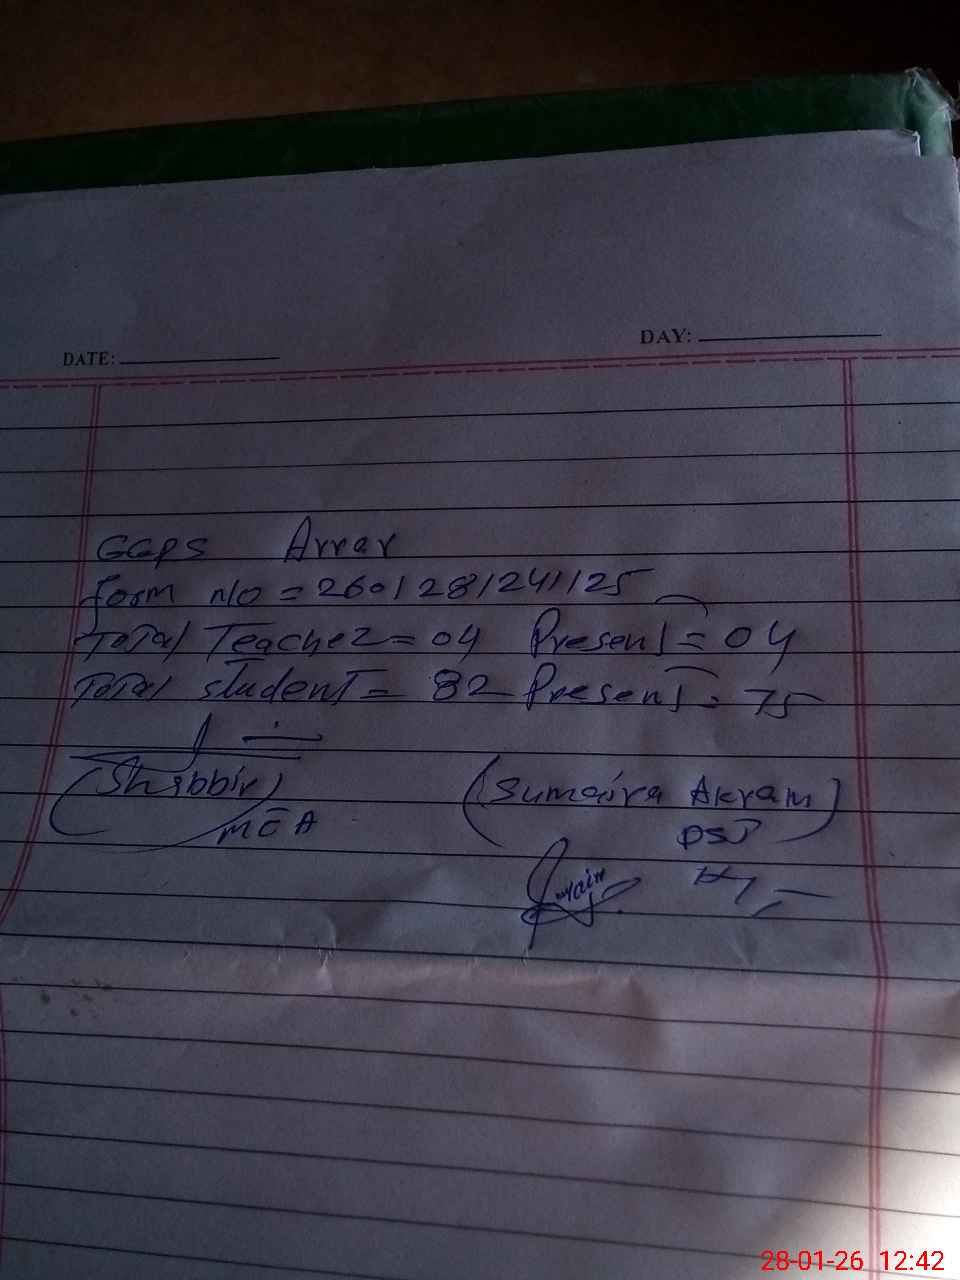 DATE:
DAY:
GGPS Arrar
form no = 2601281241125
Total Teacher = 04 Present = 04
Total student = 82 Present = 75
(Shabbir)
MEA
(Sumaira Akram)
PST
28-01-26 12:42